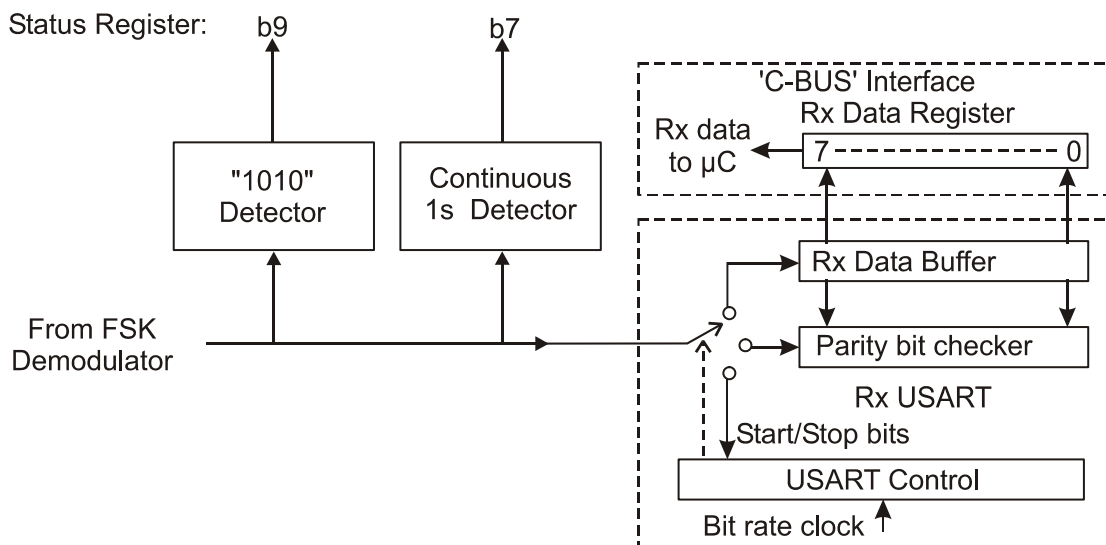 Status Register: b9 b7
'C-BUS' Interface
Rx Data Register
Rx data
to µC
7 0
"1010"
Detector
Continuous
1s Detector
Rx Data Buffer
From FSK
Demodulator
Parity bit checker
Rx USART
Start/Stop bits
USART Control
Bit rate clock